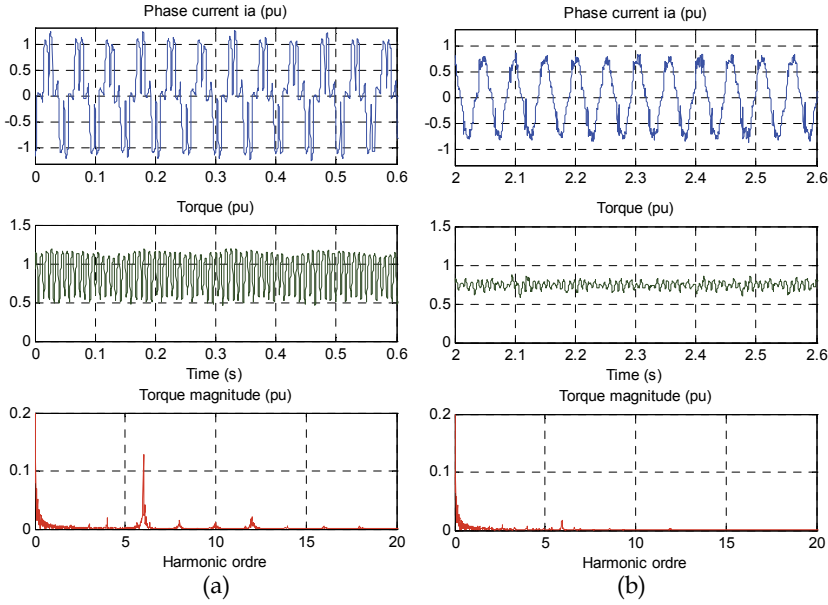 Phase current ia (pu)
1
0.5
0
-0.5
-1
0 0.1 0.2 0.3 0.4 0.5 0.6
Torque (pu)
1.5
1
0.5
0
0 0.1 0.2 0.3 0.4 0.5 0.6
Time (s)
Torque magnitude (pu)
0.2
0.1
0
0 5 10 15 20
Harmonic ordre
(a)
Phase current ia (pu)
1
0.5
0
-0.5
-1
2 2.1 2.2 2.3 2.4 2.5 2.6
Torque (pu)
1.5
1
0.5
0
2 2.1 2.2 2.3 2.4 2.5 2.6
Time (s)
Torque magnitude (pu)
0.2
0.1
0
0 5 10 15 20
Harmonic ordre
(b)